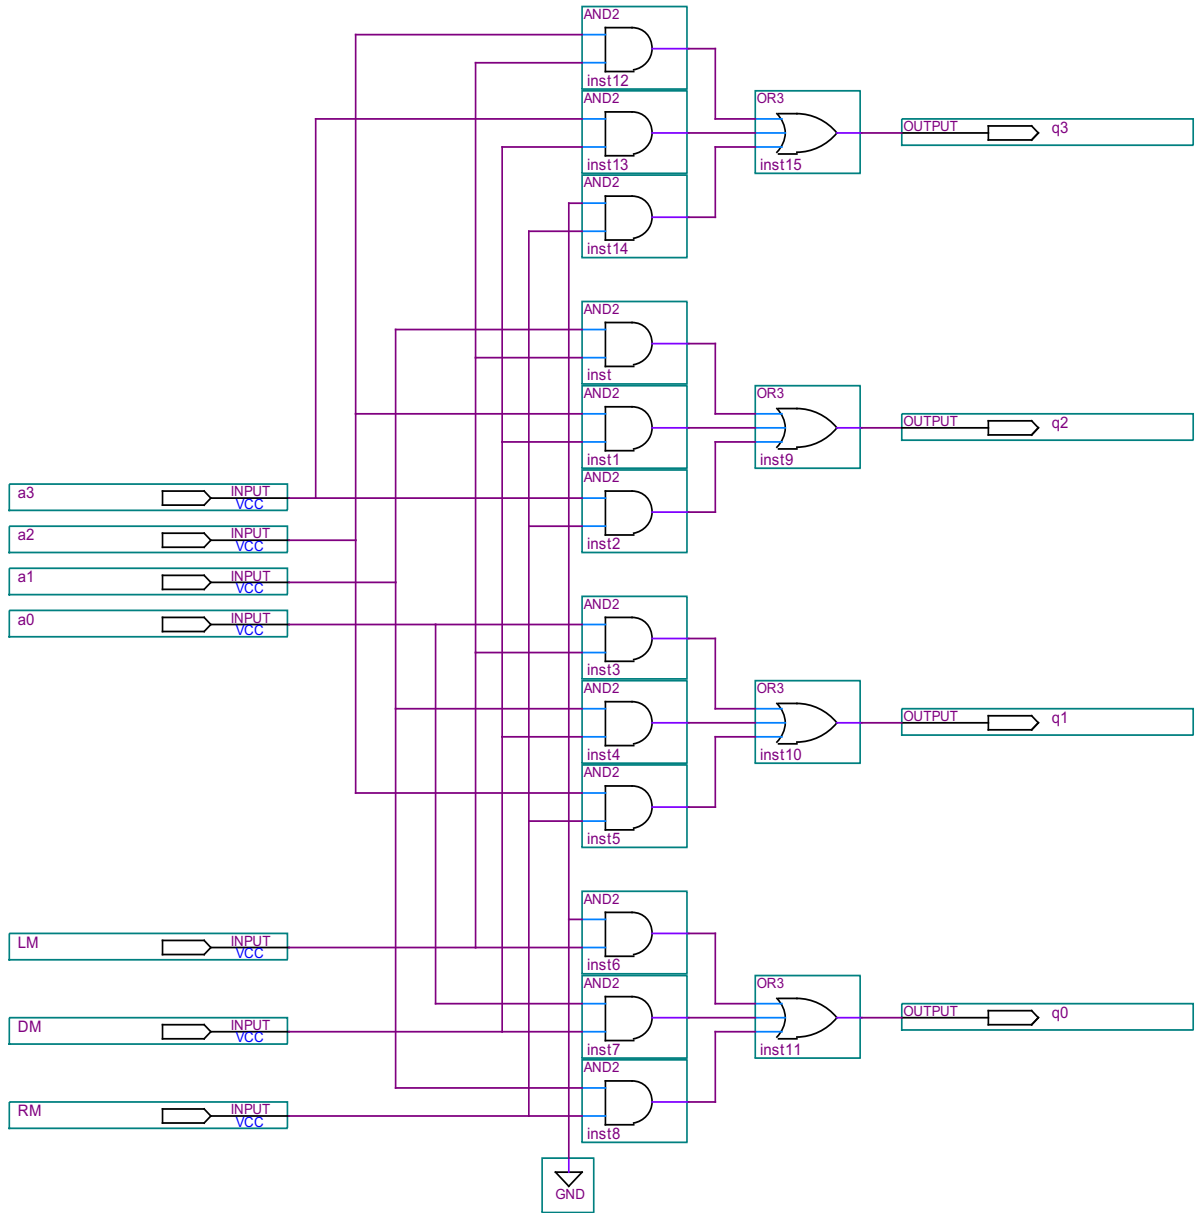 AND2
inst12
AND2
inst13
AND2
inst14
OR3
inst15
OUTPUT q3
AND2
inst
AND2
inst1
AND2
inst2
OR3
inst9
OUTPUT q2
a3 INPUT
VCC
a2 INPUT
VCC
a1 INPUT
VCC
a0 INPUT
VCC
AND2
inst3
AND2
inst4
AND2
inst5
OR3
inst10
OUTPUT q1
LM INPUT
VCC
DM INPUT
VCC
RM INPUT
VCC
AND2
inst6
AND2
inst7
AND2
inst8
OR3
inst11
OUTPUT q0
GND